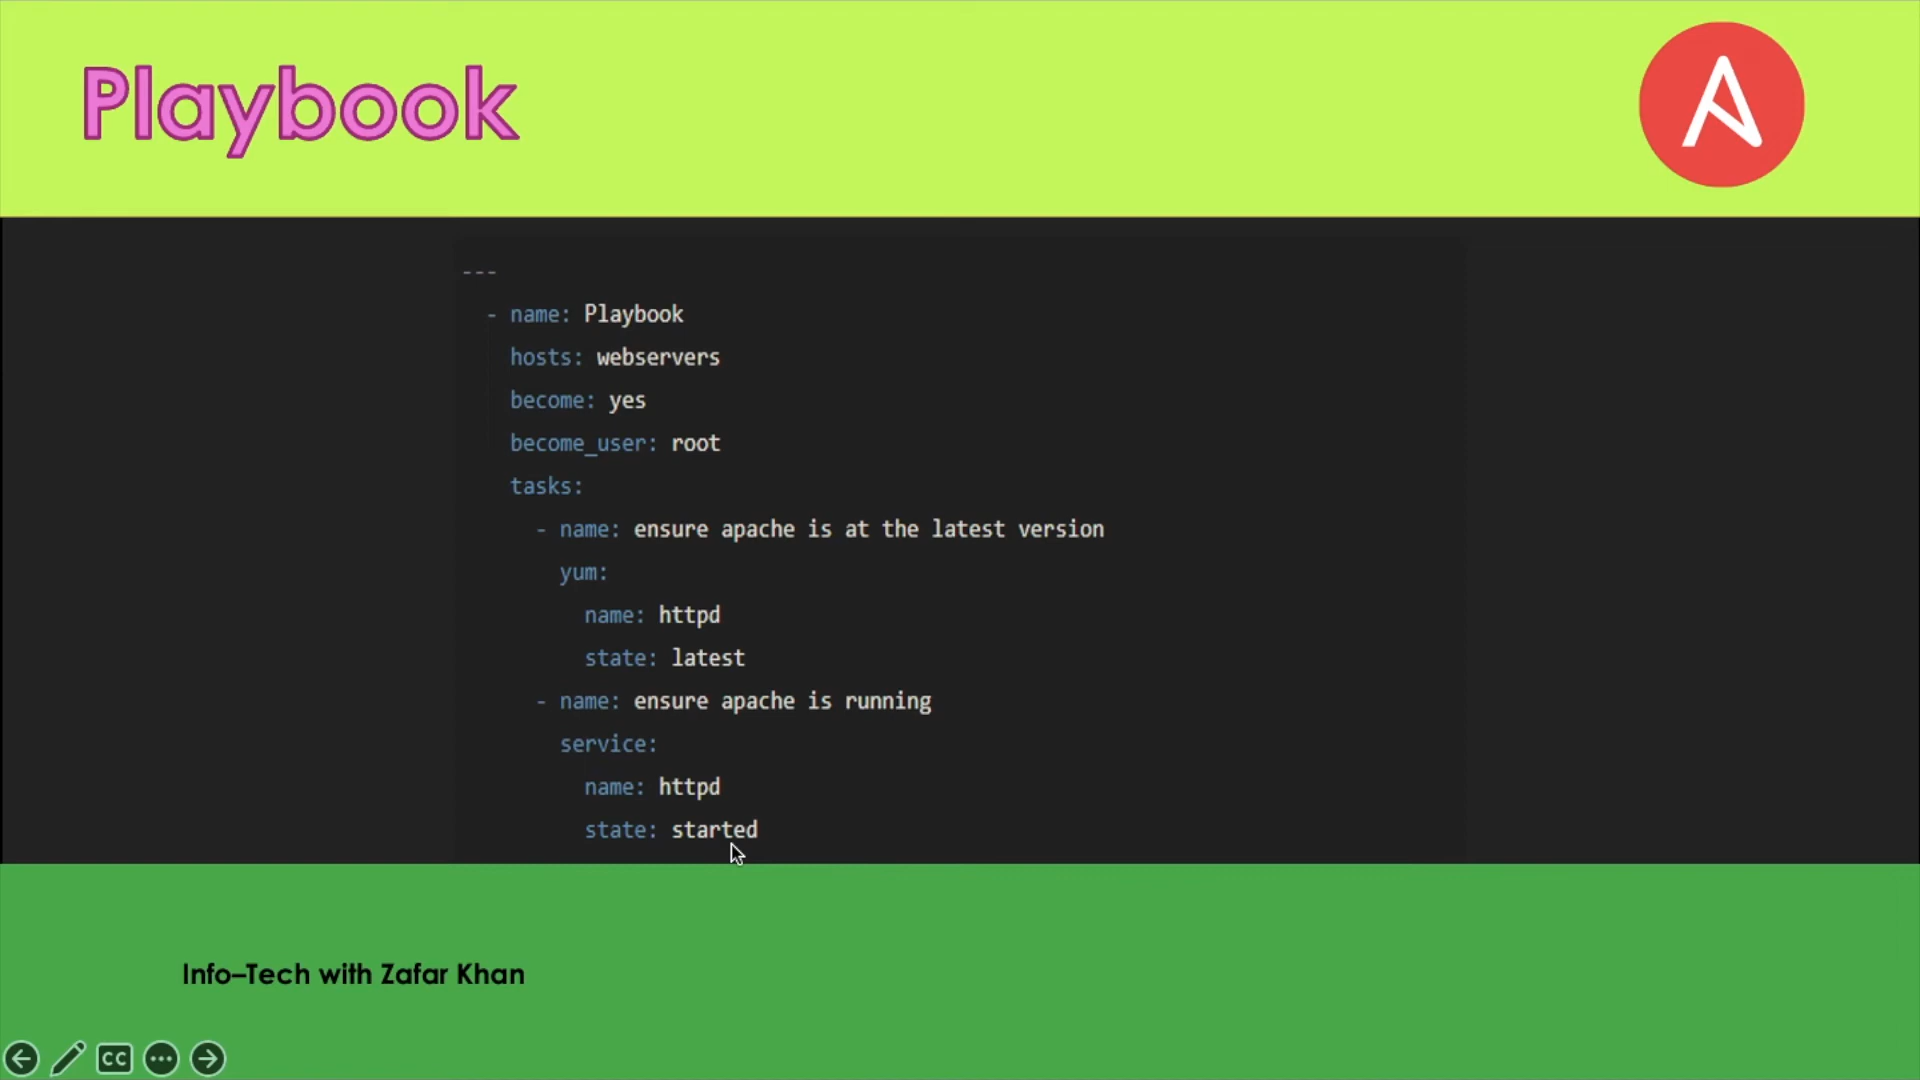 Playbook
---
- name: Playbook
hosts: webservers
become: yes
become_user: root
tasks:
- name: ensure apache is at the latest version
yum:
name: httpd
state: latest
- name: ensure apache is running
service:
name: httpd
state: started
Info–Tech with Zafar Khan
CC